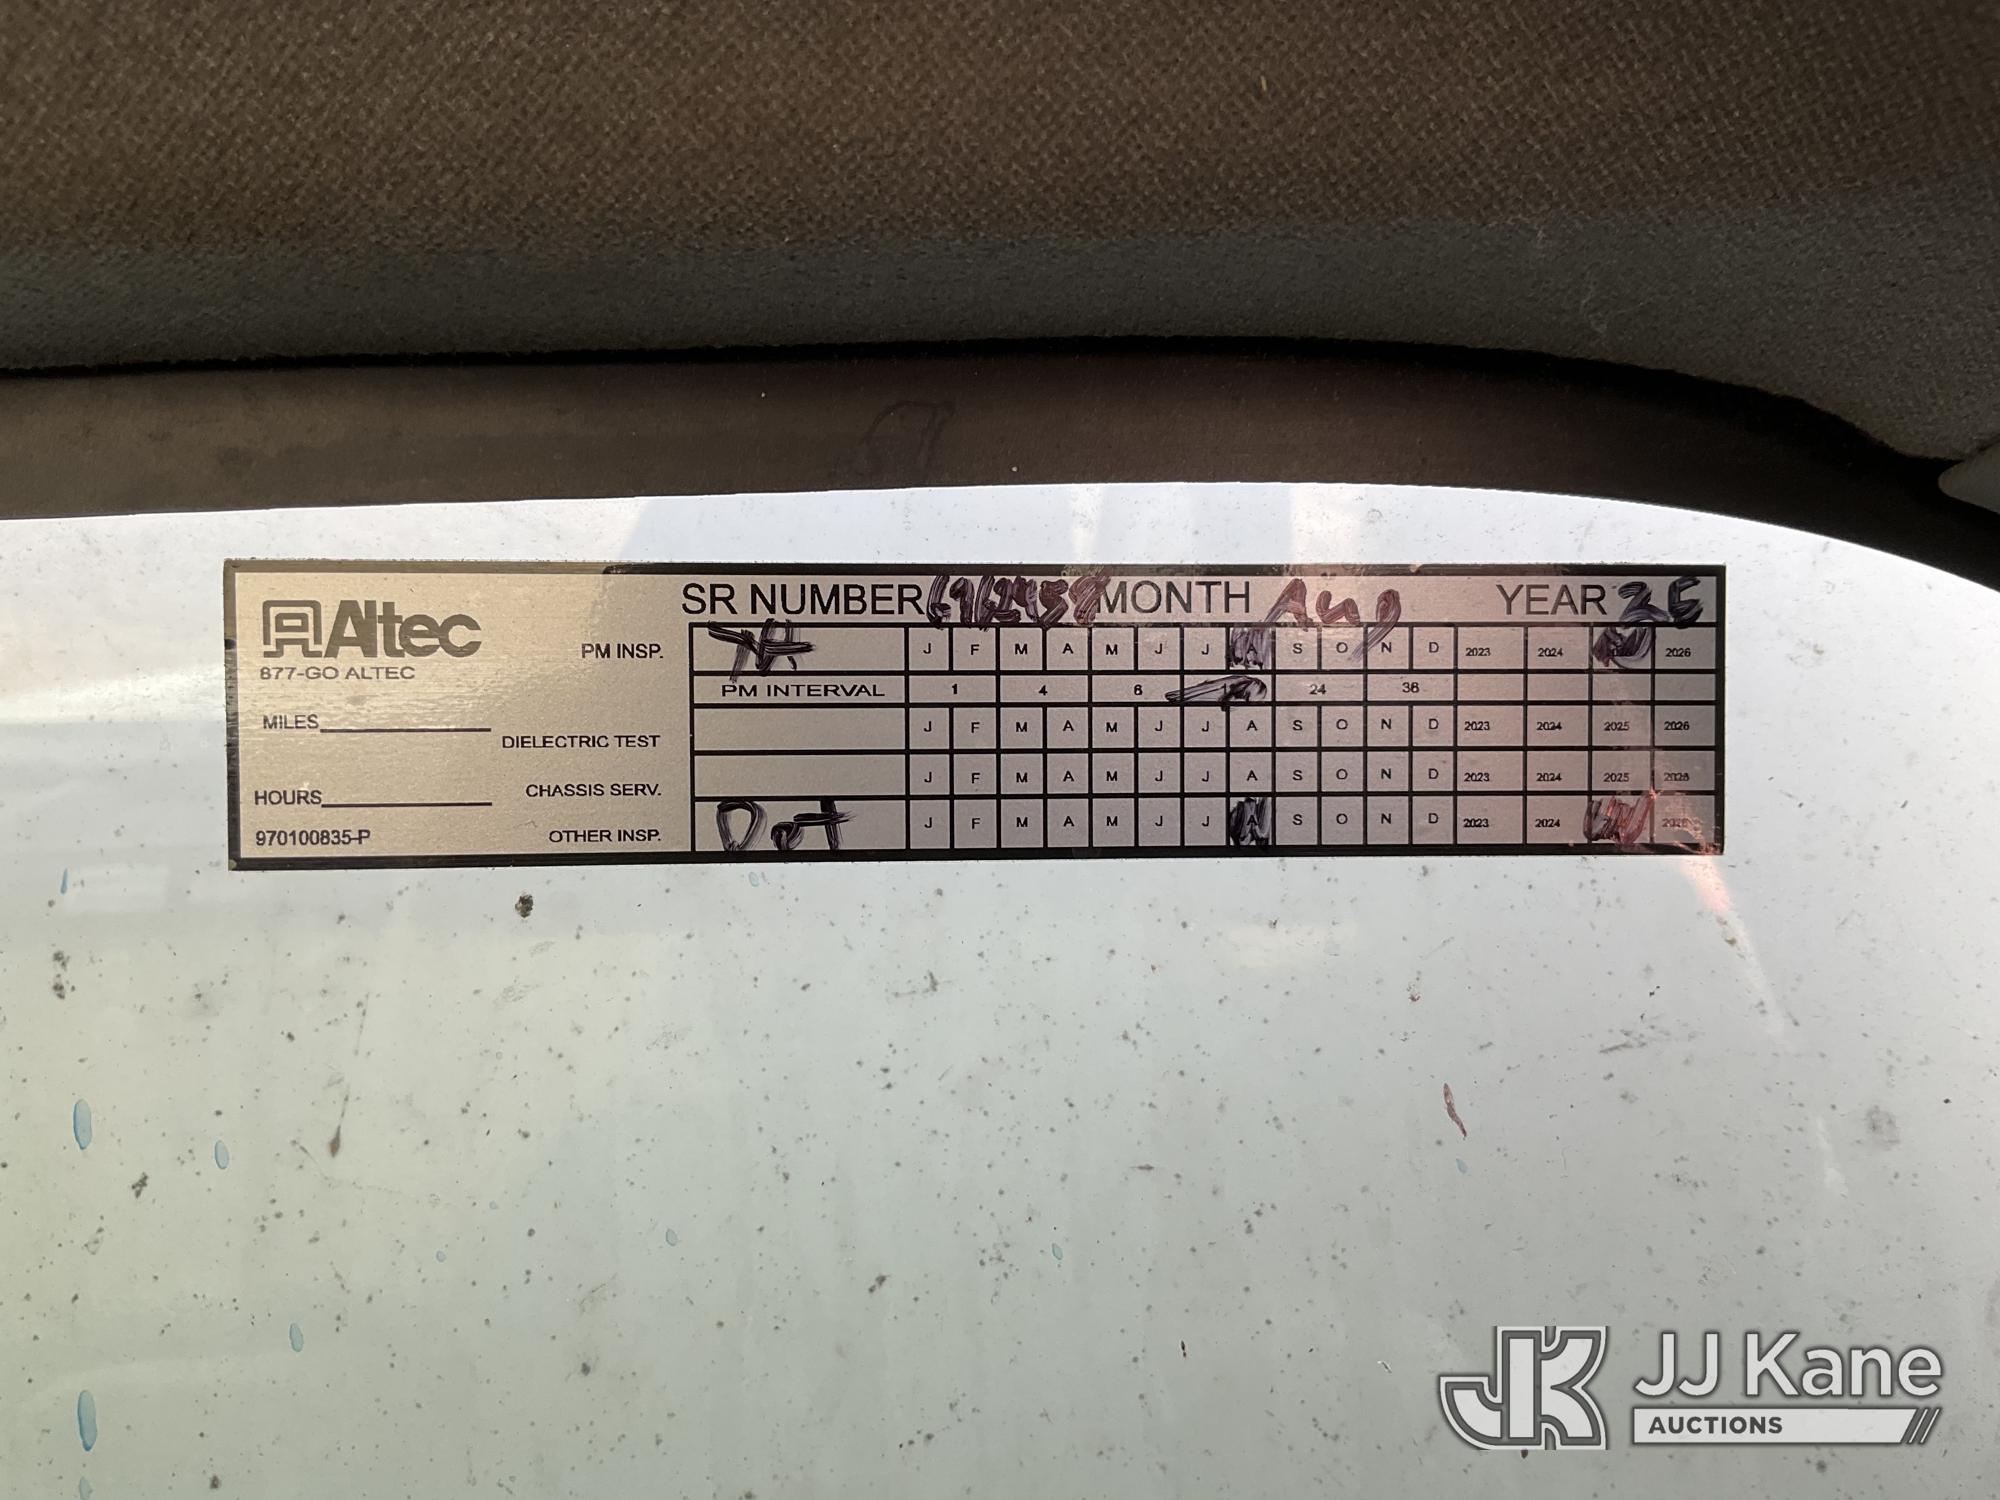 Altec
877-GO ALTEC
MILES
HOURS
970100835-P
SR NUMBER MONTH Aug YEAR 25
PM INSP. J F M A M J J A S O N D 2023 2024 2026
PM INTERVAL 1 4 6 24 36
DIELECTRIC TEST J F M A M J J A S O N D 2023 2024 2025 2026
CHASSIS SERV. J F M A M J J A S O N D 2023 2024 2025 2026
OTHER INSP. Dot J F M A M J J A S O N D 2023 2024 2026
JK JJ Kane
AUCTIONS